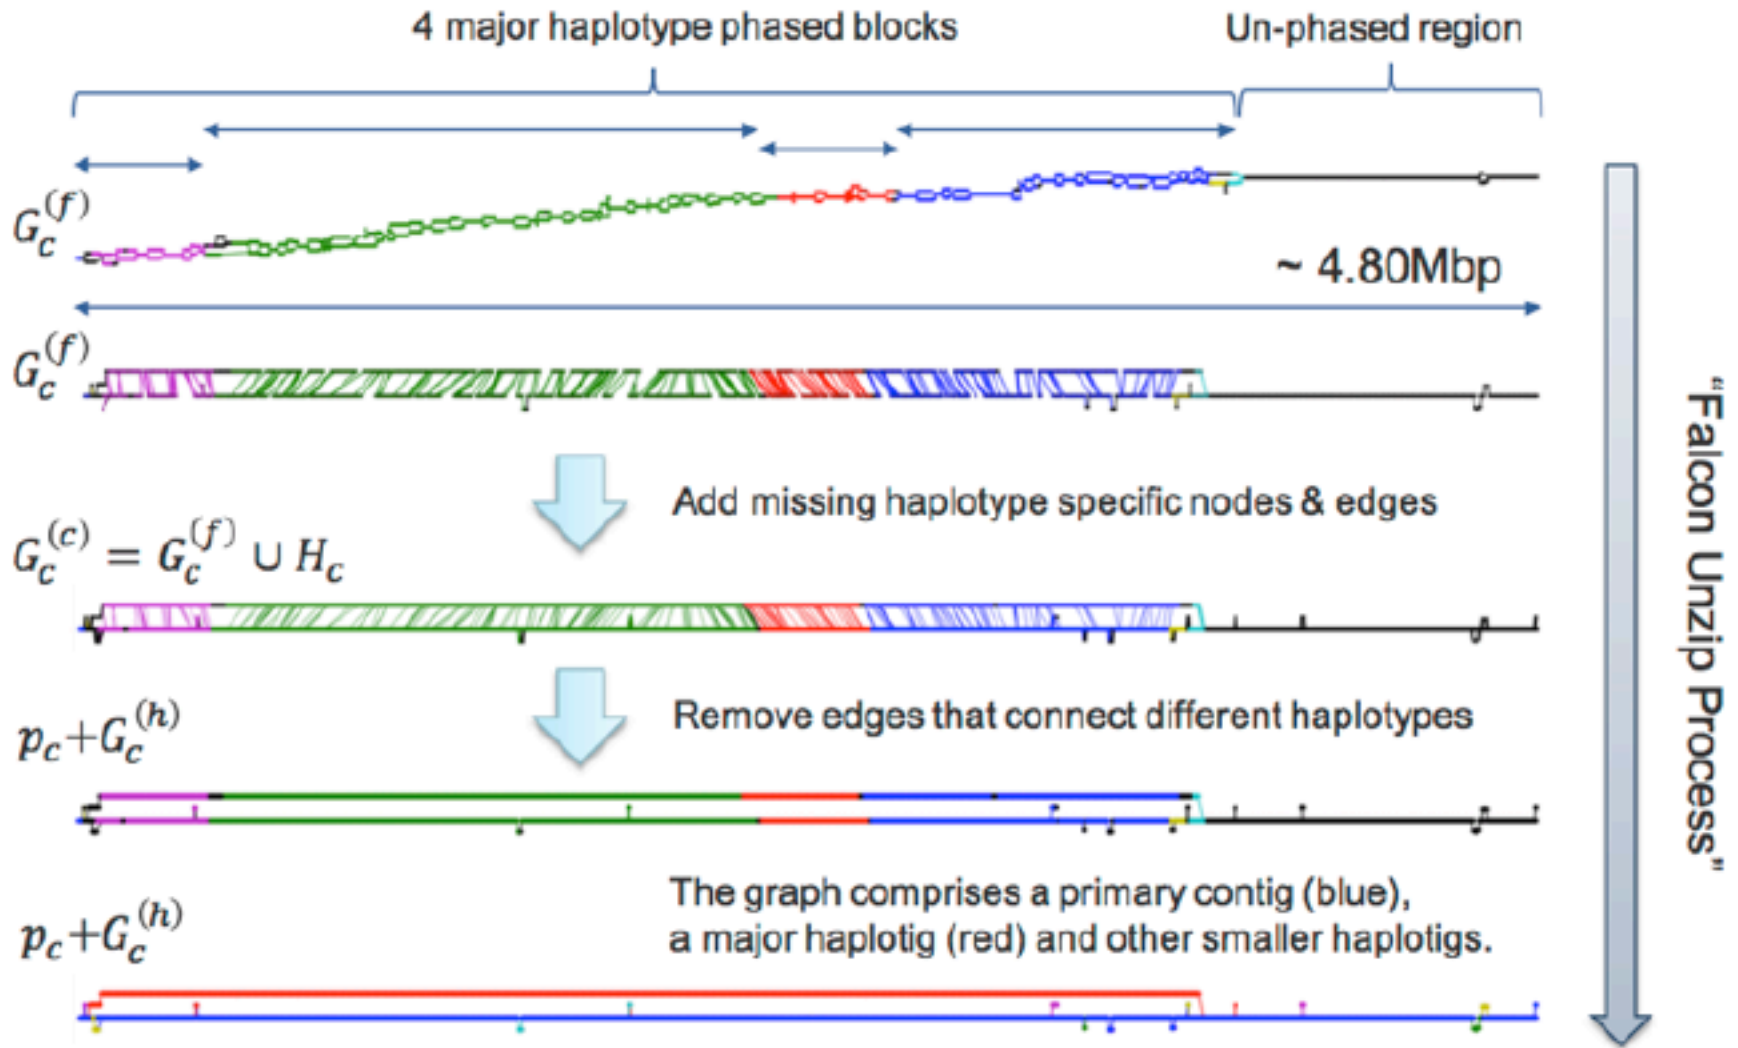 4 major haplotype phased blocks
Un-phased region
G_c^(f)
~ 4.80Mbp
G_c^(f)
Add missing haplotype specific nodes & edges
G_c^(c) = G_c^(f) ∪ H_c
Remove edges that connect different haplotypes
p_c+G_c^(h)
The graph comprises a primary contig (blue),
a major haplotig (red) and other smaller haplotigs.
p_c+G_c^(h)
“Falcon Unzip Process”